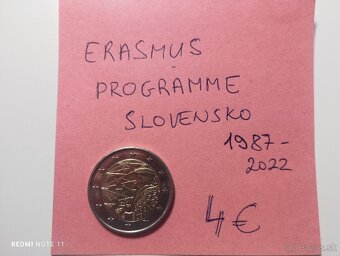 ERASMUS
PROGRAMME
SLOVENSKO
1987-
2022
4€
REDMI NOTE 11